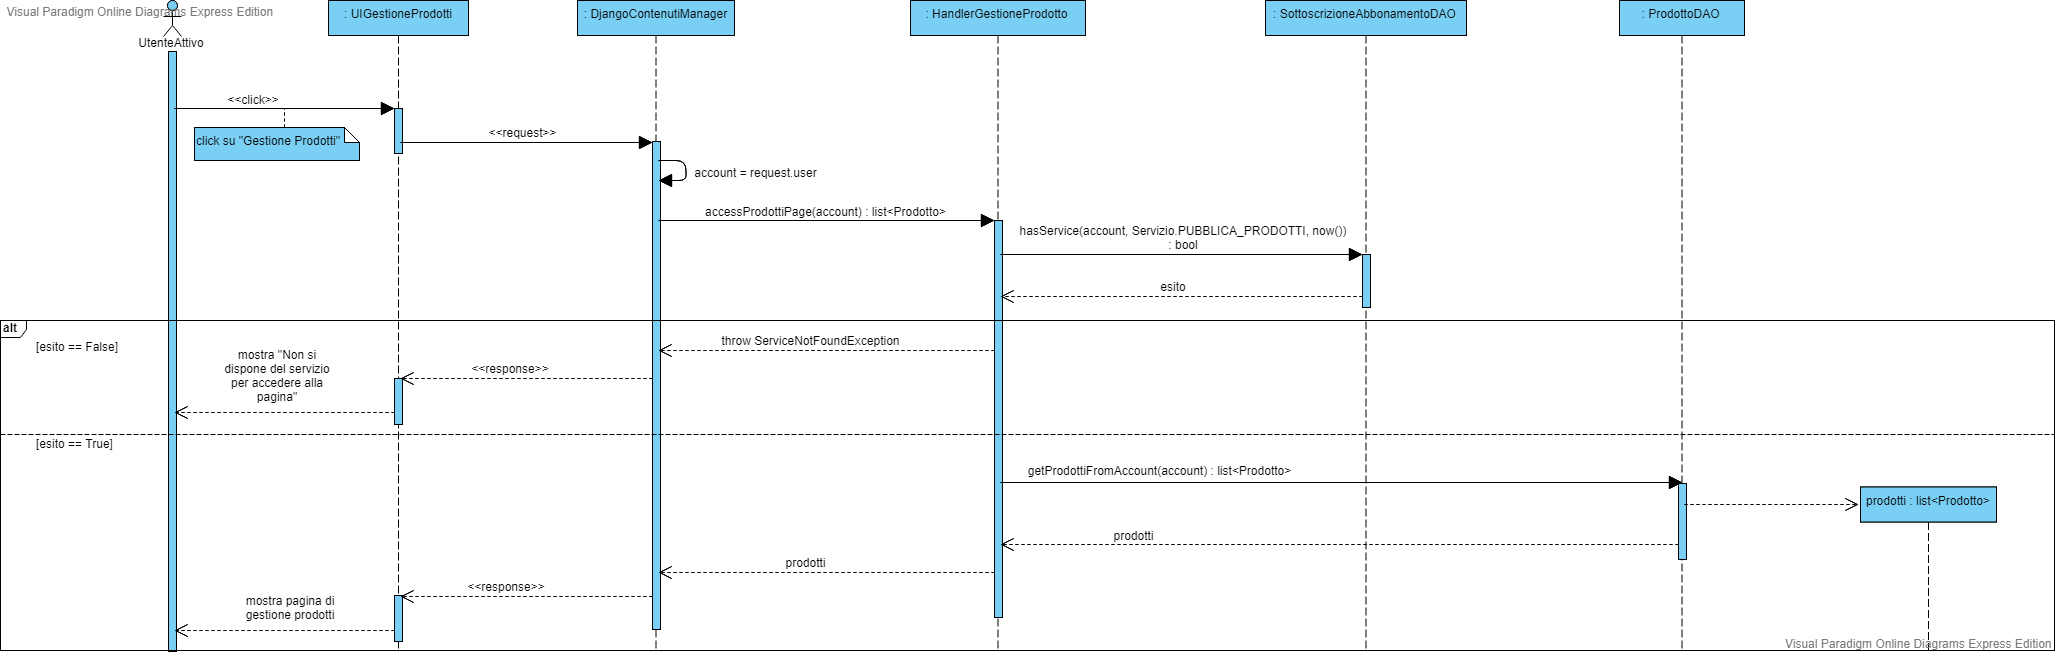 Visual Paradigm Online Diagrams Express Edition
UtenteAttivo
: UIGestioneProdotti
: DjangoContenutiManager
: HandlerGestioneProdotto
: SottoscrizioneAbbonamentoDAO
: ProdottoDAO
<<click>>
click su "Gestione Prodotti"
<<request>>
account = request.user
accessProdottiPage(account) : list<Prodotto>
hasService(account, Servizio.PUBBLICA_PRODOTTI, now())
: bool
esito
alt
[esito == False]
throw ServiceNotFoundException
<<response>>
mostra "Non si
dispone del servizio
per accedere alla
pagina"
[esito == True]
getProdottiFromAccount(account) : list<Prodotto>
prodotti : list<Prodotto>
prodotti
prodotti
<<response>>
mostra pagina di
gestione prodotti
Visual Paradigm Online Diagrams Express Edition